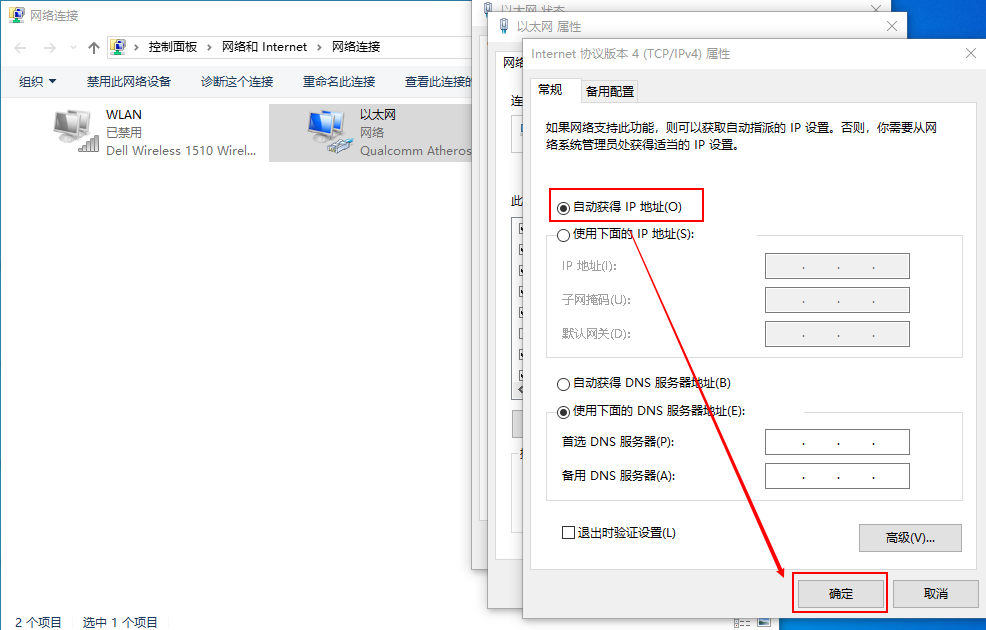 网络连接
控制面板 › 网络和 Internet › 网络连接
组织 禁用此网络设备 诊断这个连接 重命名此连接 查看此连接的
WLAN
已禁用
Dell Wireless 1510 Wirel...
以太网
网络
Qualcomm Atheros
2 个项目 选中 1 个项目
以太网 状态
以太网 属性
网络
连
此
Internet 协议版本 4 (TCP/IPv4) 属性
常规 备用配置
如果网络支持此功能，则可以获取自动指派的 IP 设置。否则，你需要从网
络系统管理员处获得适当的 IP 设置。
自动获得 IP 地址(O)
使用下面的 IP 地址(S):
IP 地址(I):
子网掩码(U):
默认网关(D):
自动获得 DNS 服务器地址(B)
使用下面的 DNS 服务器地址(E):
首选 DNS 服务器(P):
备用 DNS 服务器(A):
退出时验证设置(L)
高级(V)...
确定 取消